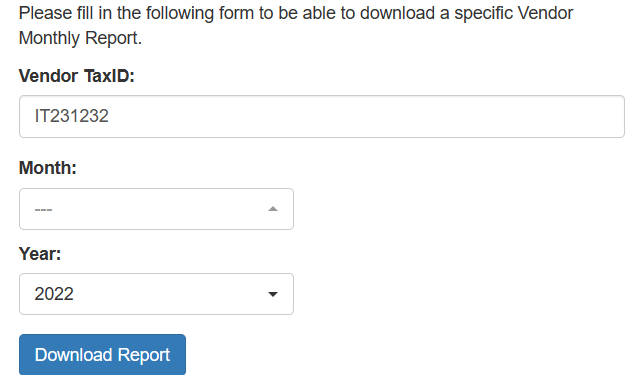 Please fill in the following form to be able to download a specific Vendor
Monthly Report.
Vendor TaxID:
IT231232
Month:
---
Year:
2022
Download Report